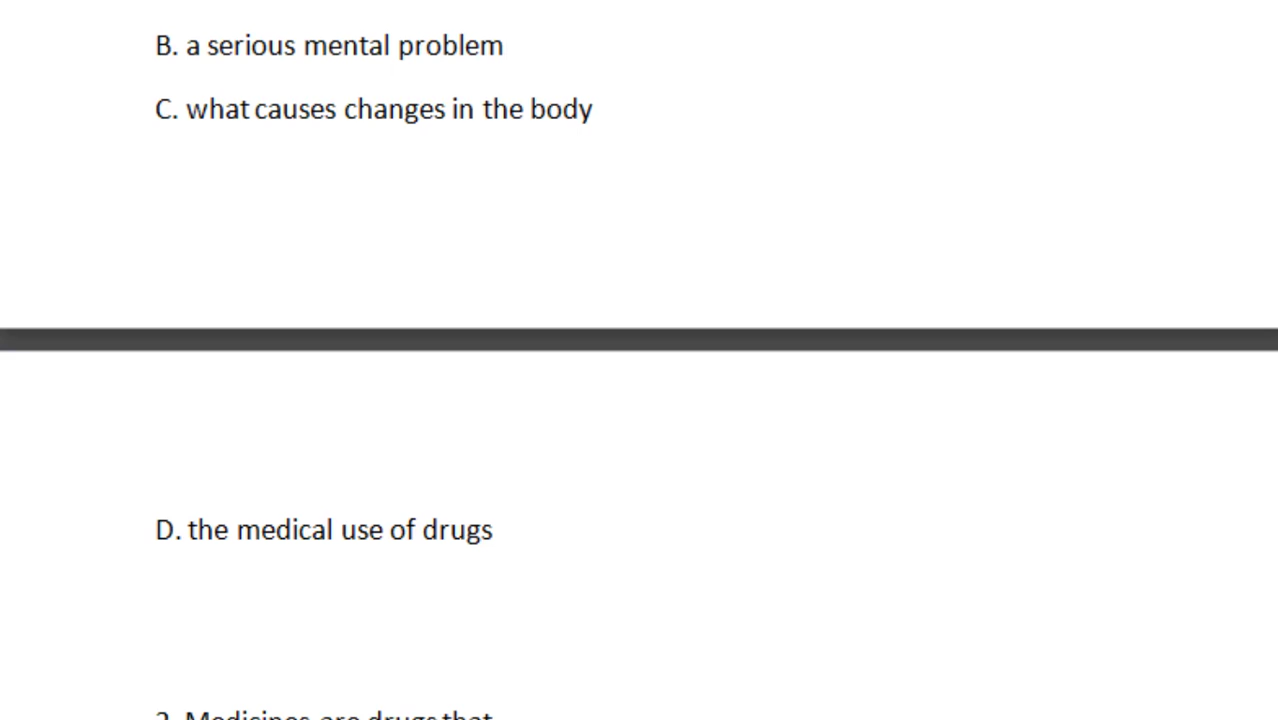 B. a serious mental problem
C. what causes changes in the body
D. the medical use of drugs
2. Medicines are drugs that